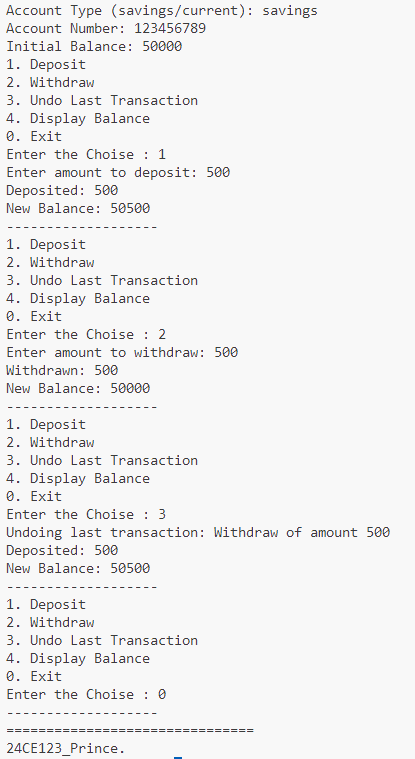 Account Type (savings/current): savings
Account Number: 123456789
Initial Balance: 50000
1. Deposit
2. Withdraw
3. Undo Last Transaction
4. Display Balance
0. Exit
Enter the Choise : 1
Enter amount to deposit: 500
Deposited: 500
New Balance: 50500
-------------------
1. Deposit
2. Withdraw
3. Undo Last Transaction
4. Display Balance
0. Exit
Enter the Choise : 2
Enter amount to withdraw: 500
Withdrawn: 500
New Balance: 50000
-------------------
1. Deposit
2. Withdraw
3. Undo Last Transaction
4. Display Balance
0. Exit
Enter the Choise : 3
Undoing last transaction: Withdraw of amount 500
Deposited: 500
New Balance: 50500
-------------------
1. Deposit
2. Withdraw
3. Undo Last Transaction
4. Display Balance
0. Exit
Enter the Choise : 0
-------------------
===============================
24CE123_Prince.